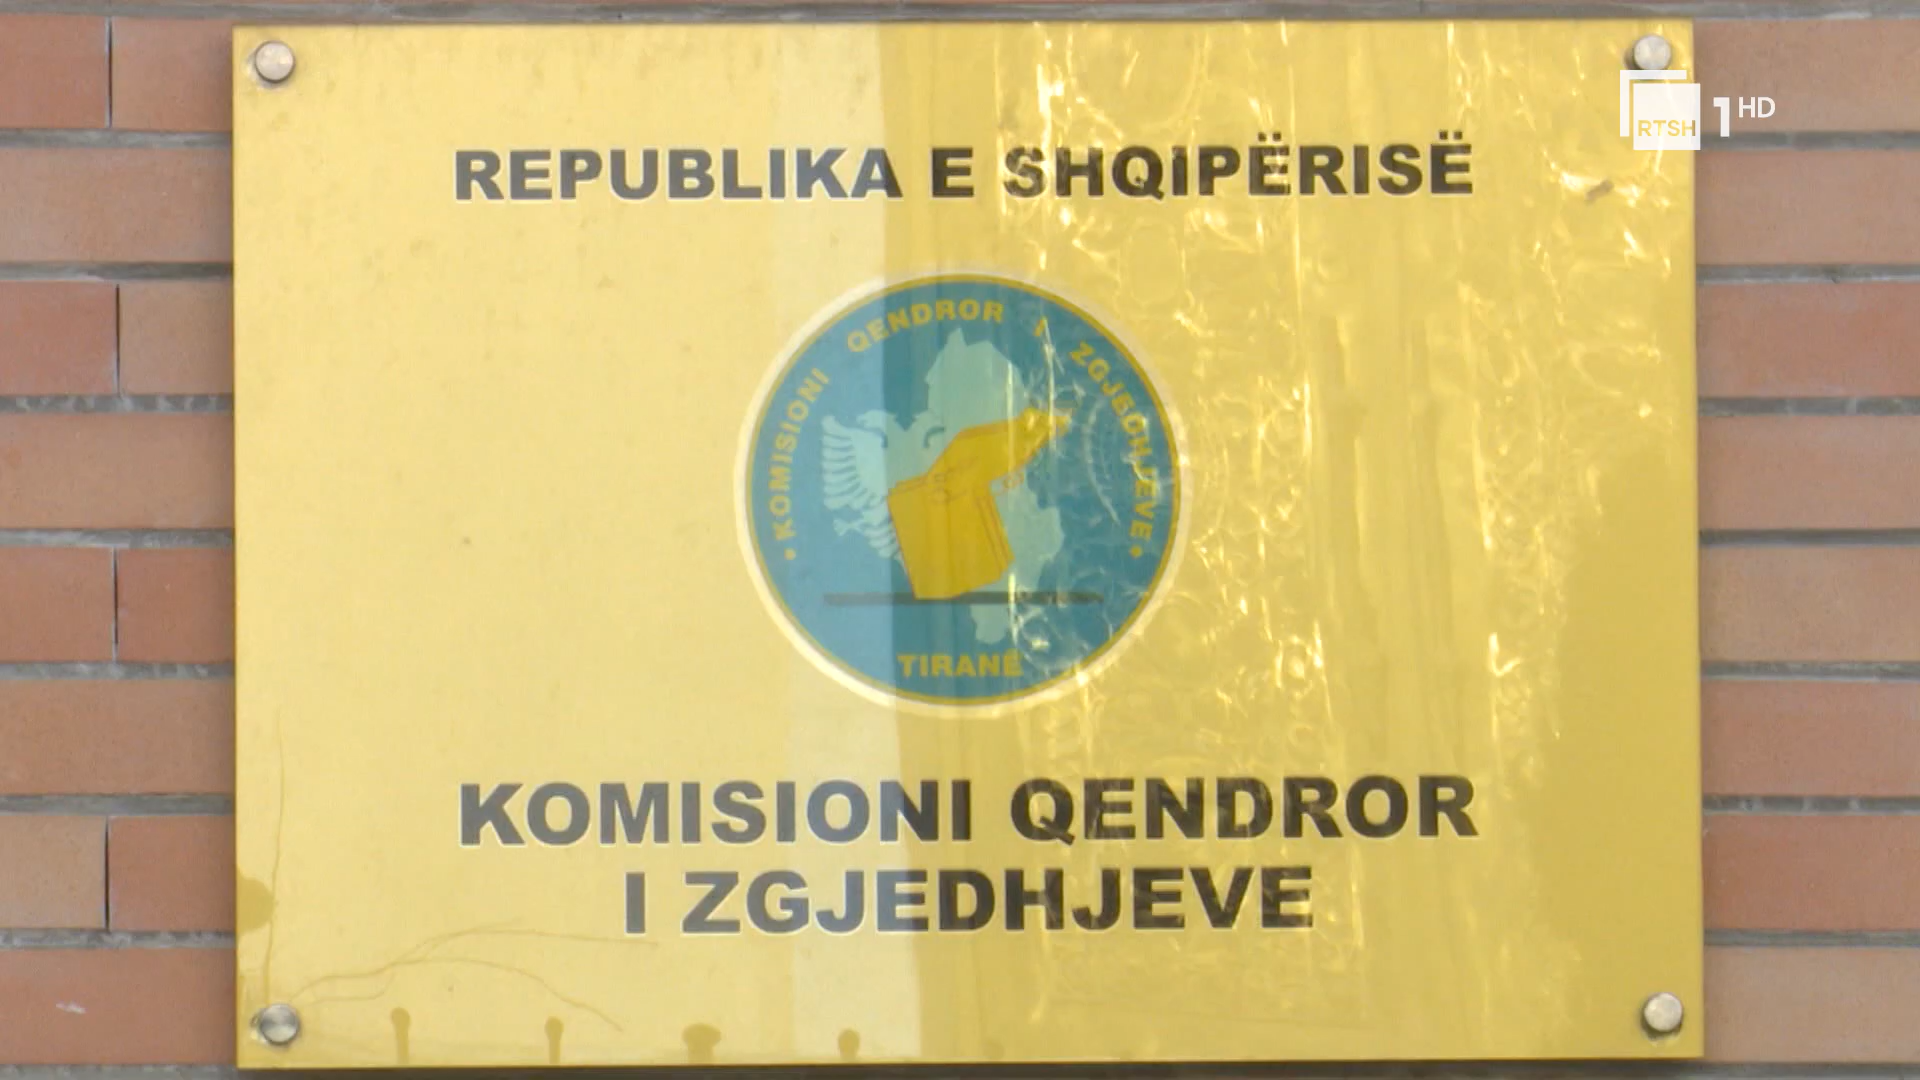 REPUBLIKA E SHQIPËRISË
KOMISIONI QENDROR I ZGJEDHJEVE
TIRANË
KOMISIONI QENDROR
I ZGJEDHJEVE
RTSH 1 HD